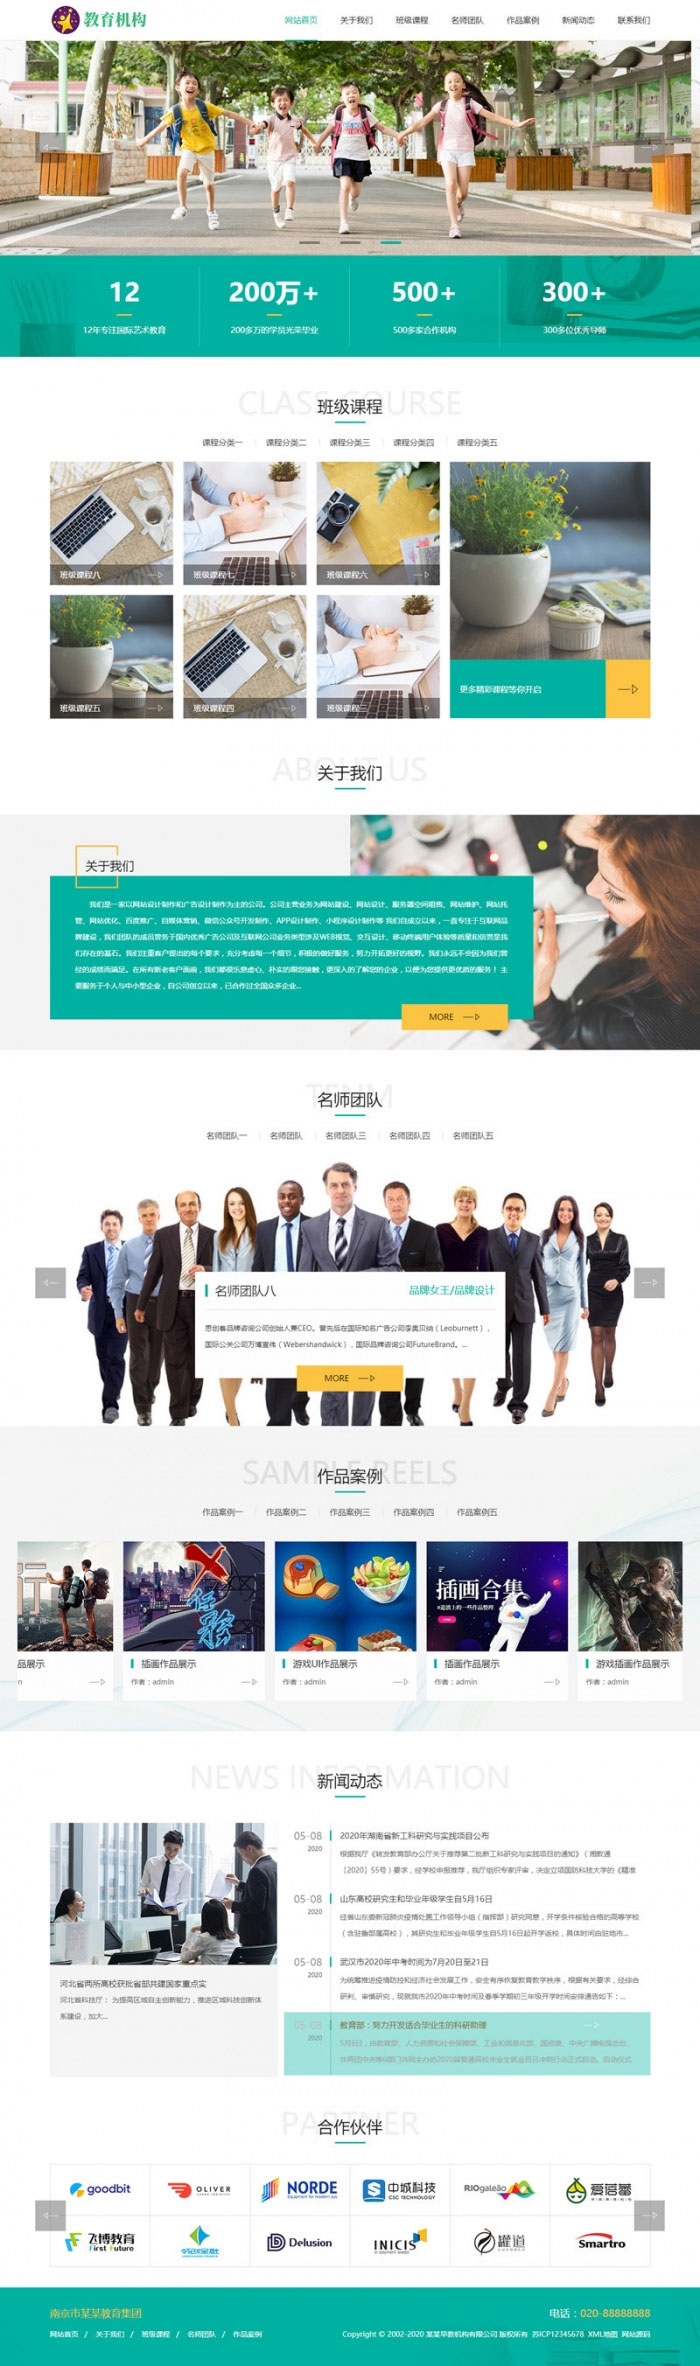 教育机构
网站首页 关于我们 班级课程 名师团队 作品案例 新闻动态 联系我们
12 200万+ 500+ 300+
12年专注国际艺术教育 200多万的学员光荣毕业 500多家合作机构 300多位优秀导师
CLASS COURSE
班级课程
课程分类一 课程分类二 课程分类三 课程分类四 课程分类五
班级课程八 班级课程七 班级课程六
更多精彩课程等你开启
班级课程五 班级课程四 班级课程三
ABOUT US
关于我们
关于我们
我们是一家以网站设计制作和广告设计制作为主的公司。公司主营业务为网站建设、网站设计、服务器空间租售、网站维护、网站托
管、网站优化、百度推广、自媒体营销、微信公众号开发制作、APP设计制作、小程序设计制作等 我们自成立以来，一直专注于互联网品
牌建设，我们团队的成员曾务于国内优秀广告公司及互联网公司业务类型涉及WEB视觉、交互设计、移动终端用户体验等质量和信誉是我
们存在的基石。我们注重客户提出的每个要求，充分考虑每一个细节，积极的做好服务，努力开拓更好的视野。我们永远不会因为我们曾
经的成绩而满足。在所有新老客户面前，我们都很乐意虚心、朴实的跟您接触，更深入的了解您的企业，以便为您提供更优质的服务！ 主
要服务于个人与中小型企业，自公司创立以来，已合作过全国众多企业...
MORE
TENM
名师团队
名师团队一 名师团队 名师团队三 名师团队四 名师团队五
名师团队八 品牌女王/品牌设计
思创客品牌咨询公司创始人兼CEO。曾先后在国际知名广告公司李奥贝纳（Leoburnett），
国际公关公司万博宣伟（Webershandwick），国际品牌咨询公司FutureBrand。...
MORE
SAMPLE REELS
作品案例
作品案例一 作品案例二 作品案例三 作品案例四 作品案例五
插画合集
品展示 插画作品展示 游戏UI作品展示 插画作品展示 游戏插画作品展示
n 作者：admin 作者：admin 作者：admin 作者：admin
NEWS INFORMATION
新闻动态
河北省两所高校获批省部共建国家重点实
河北省科技厅： 为提高区域自主创新能力，推进区域科技创新体
系建设，加大...
05-08 2020年湖南省新工科研究与实践项目公布
2020 根据我厅《转发教育部办公厅关于推荐第二批新工科研究与实践项目的通知》（湘教通
〔2020〕55号）要求，经学校申报推荐，我厅组织专家评审，决定立项国防科技大学的《精准
05-08 山东高校研究生和毕业年级学生自5月16日
2020 经省山东委新冠肺炎疫情处置工作领导小组（指挥部）研究同意，开学条件核验合格的高等学校
（含驻鲁部属高校），其研究生和毕业年级学生自5月16日起开学返校，具体时间由驻地市...
05-08 武汉市2020年中考时间为7月20日至21日
2020 为统筹推进疫情防控和经济社会发展工作，安全有序恢复教育教学秩序，根据有关要求，经综合
研判、审慎研究，现就我市2020年中考时间及春季学期初三年级开学时间安排通告如下：...
05-08 教育部：努力开发适合毕业生的科研助理
2020 5月6日，由教育部、人力资源和社会保障部、工业和信息化部、国资委、中央广播电视总台、
共青团中央等6部门共同主办的2020届普通高校毕业生就业百日冲刺行动正式启动。启动仪式
PARTNER
合作伙伴
goodbit OLIVER NORDE 中城科技 CSC TECHNOLOGY RIOgaleão 爱塔蕃
飞博教育 First Future Delusion INICIS 罐道 Smartro
南京市某某教育集团 电话：020-88888888
网站首页 / 关于我们 / 班级课程 / 名师团队 / 作品案例 Copyright © 2002-2020 某某早教机构有限公司 版权所有 苏ICP12345678 XML地图 网站源码